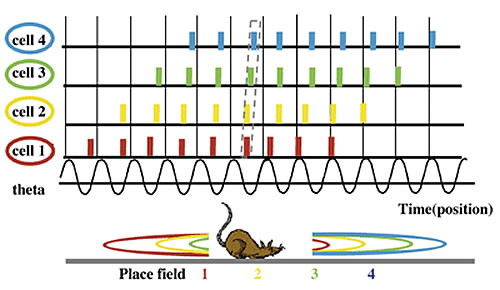 cell 4
cell 3
cell 2
cell 1
theta
Time(position)
Place field 1 2 3 4